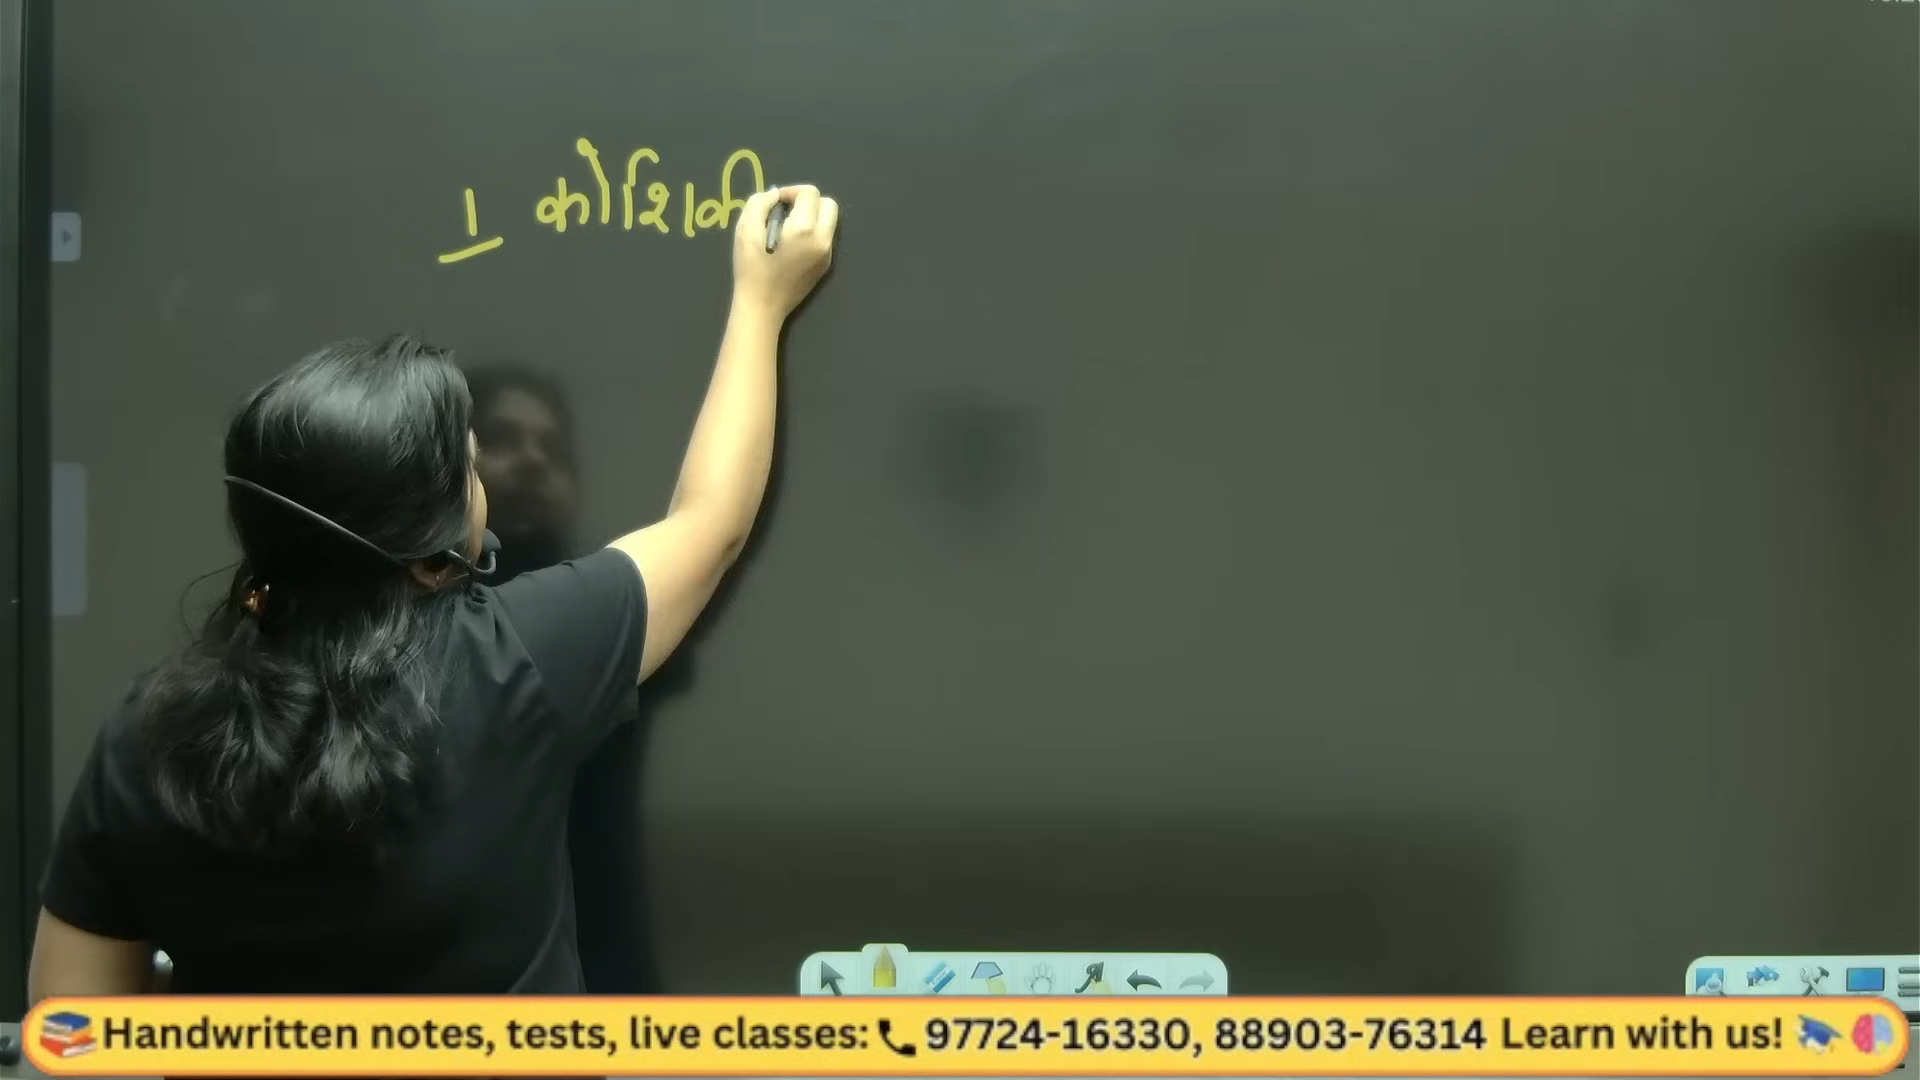 1 कोशिकी
Handwritten notes, tests, live classes: 97724-16330, 88903-76314 Learn with us!